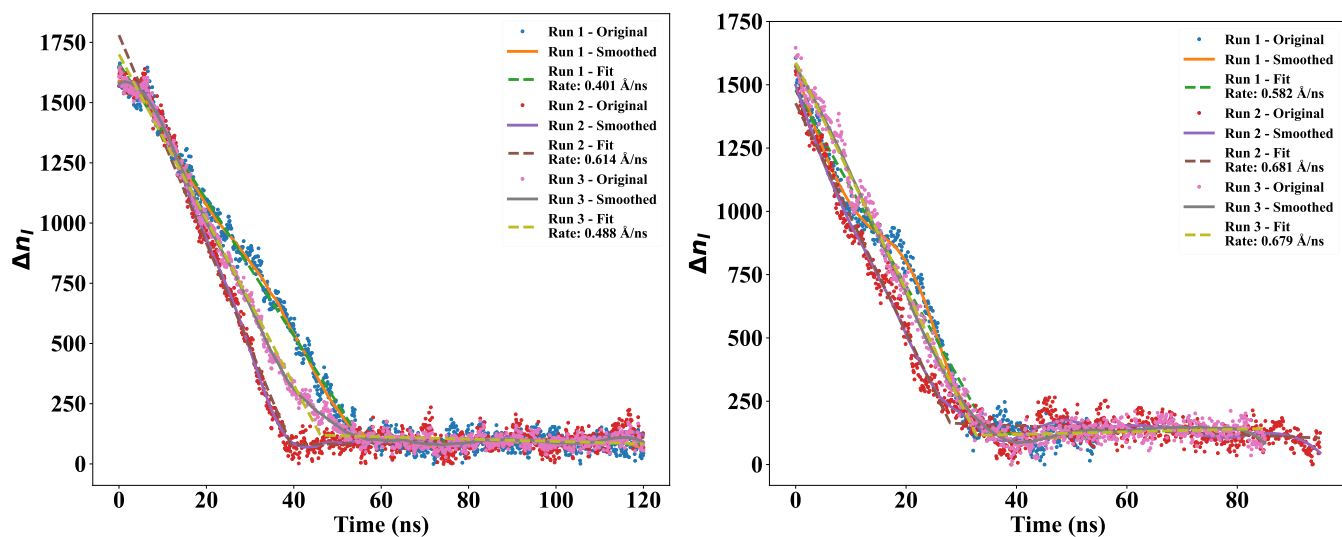 1750
1500
1250
1000
750
500
250
0
Δn_l
0
20
40
60
80
100
120
Time (ns)
Run 1 - Original
Run 1 - Smoothed
Run 1 - Fit
Rate: 0.401 Å/ns
Run 2 - Original
Run 2 - Smoothed
Run 2 - Fit
Rate: 0.614 Å/ns
Run 3 - Original
Run 3 - Smoothed
Run 3 - Fit
Rate: 0.488 Å/ns
1750
1500
1250
1000
750
500
250
0
Δn_l
0
20
40
60
80
Time (ns)
Run 1 - Original
Run 1 - Smoothed
Run 1 - Fit
Rate: 0.582 Å/ns
Run 2 - Original
Run 2 - Smoothed
Run 2 - Fit
Rate: 0.681 Å/ns
Run 3 - Original
Run 3 - Smoothed
Run 3 - Fit
Rate: 0.679 Å/ns